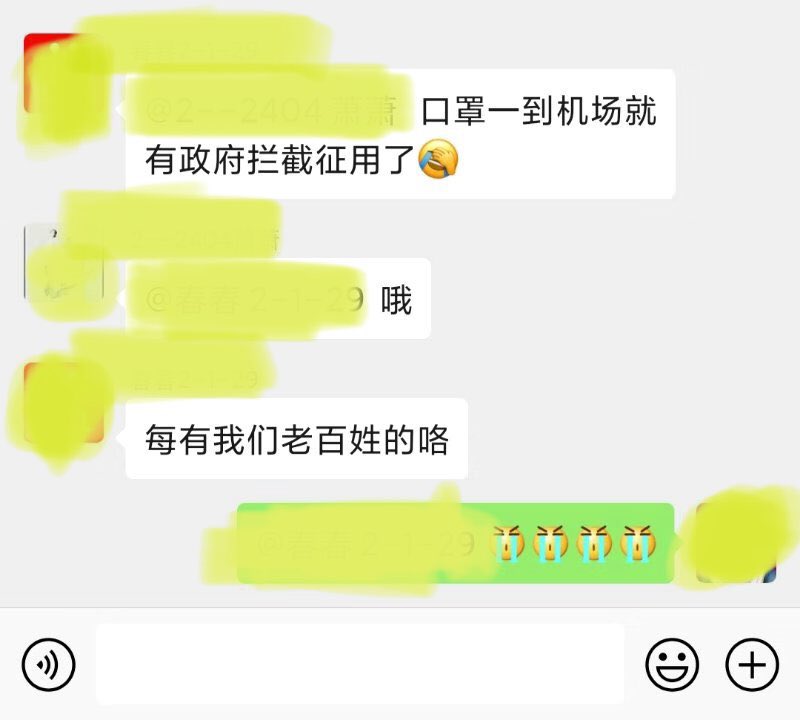 春春2-1-29
@2--2404萧萧 口罩一到机场就
有政府拦截征用了🤦
2--2404萧萧
@春春2-1-29 哦
春春2-1-29
每有我们老百姓的咯
@春春2-1-29 😭😭😭😭